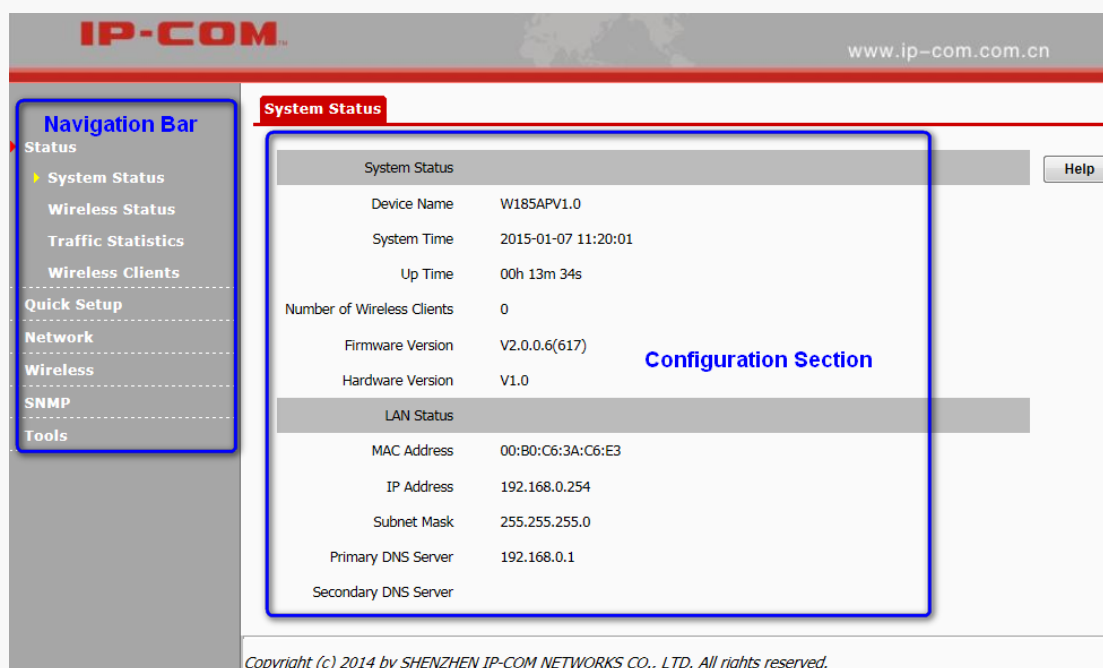 IP-COM
www.ip-com.com.cn
Navigation Bar
Status
System Status
Wireless Status
Traffic Statistics
Wireless Clients
Quick Setup
Network
Wireless
SNMP
Tools
System Status
Help
System Status
Device Name W185APV1.0
System Time 2015-01-07 11:20:01
Up Time 00h 13m 34s
Number of Wireless Clients 0
Firmware Version V2.0.0.6(617)
Configuration Section
Hardware Version V1.0
LAN Status
MAC Address 00:B0:C6:3A:C6:E3
IP Address 192.168.0.254
Subnet Mask 255.255.255.0
Primary DNS Server 192.168.0.1
Secondary DNS Server
Copyright (c) 2014 by SHENZHEN IP-COM NETWORKS CO., LTD. All rights reserved.